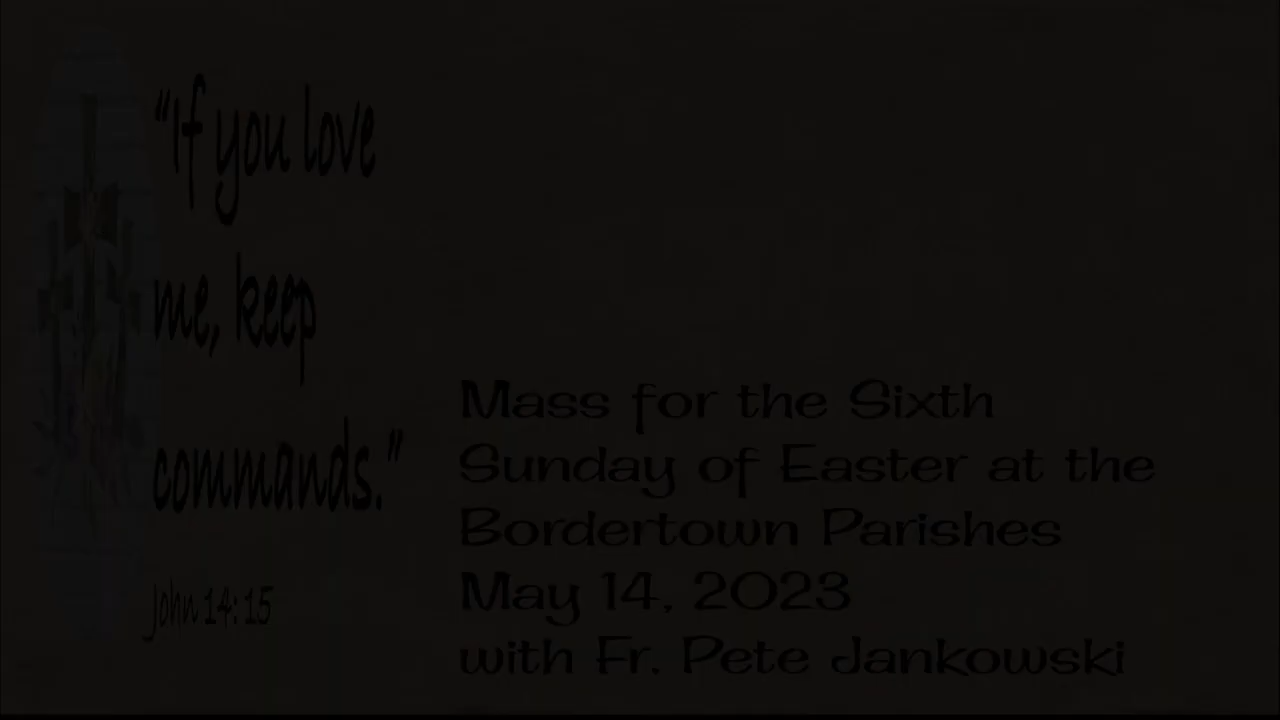 “If you love
me, keep
commands.”
John 14:15
Mass for the Sixth
Sunday of Easter at the
Bordertown Parishes
May 14, 2023
with Fr. Pete Jankowski